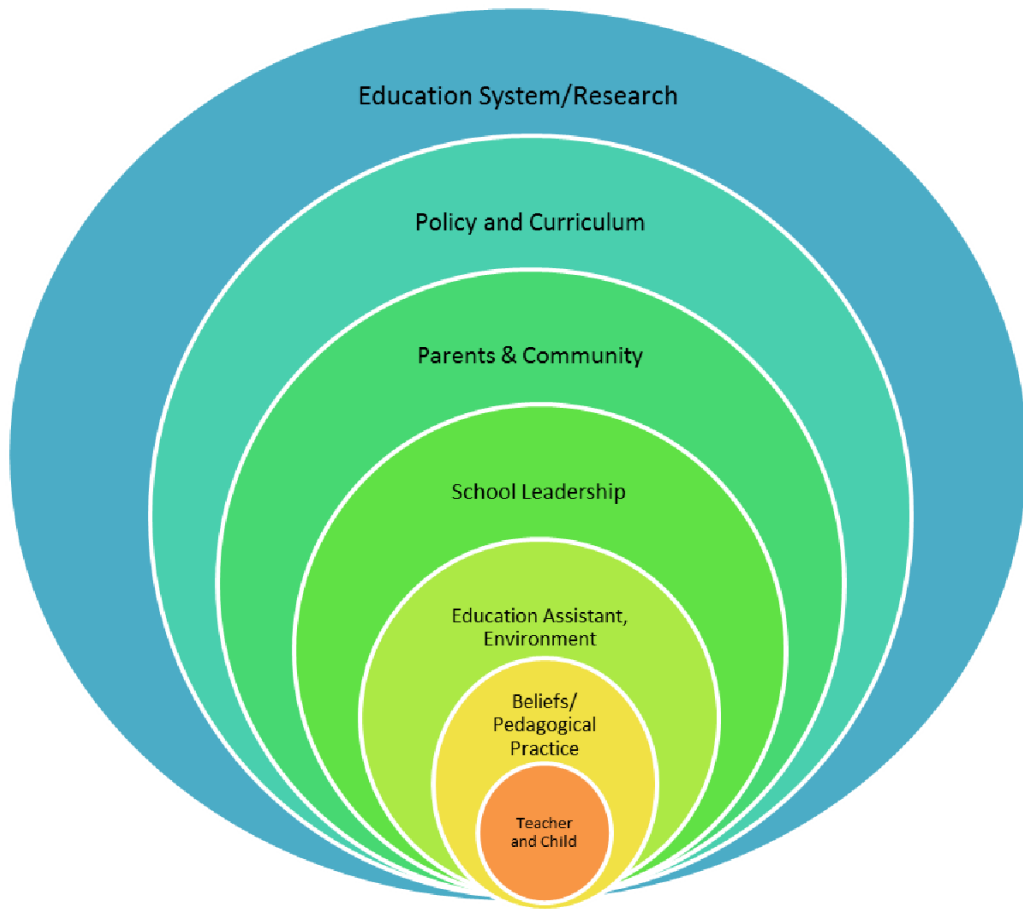 Education System/Research
Policy and Curriculum
Parents & Community
School Leadership
Education Assistant,
Environment
Beliefs/
Pedagogical
Practice
Teacher
and Child